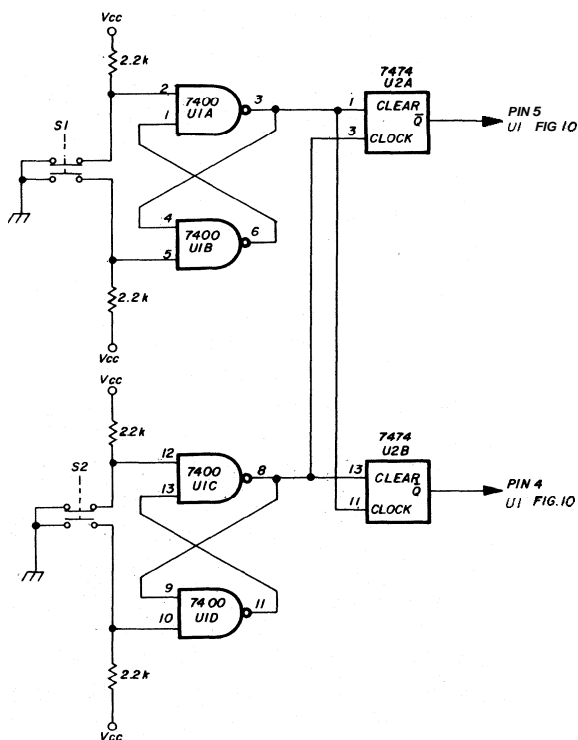 Vcc
2.2k
S1
2
1
7400
U1A
3
4
5
7400
U1B
6
2.2k
Vcc
7474
U2A
1
CLEAR
Q
3
CLOCK
PIN 5
U1 FIG 10
Vcc
2.2k
S2
12
13
7400
U1C
8
9
10
7400
U1D
11
2.2k
Vcc
7474
U2B
13
CLEAR
Q
11
CLOCK
PIN 4
U1 FIG.10